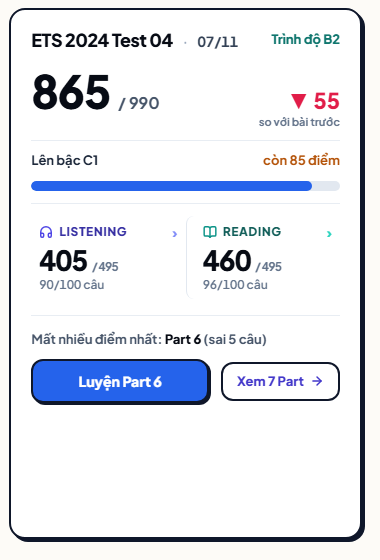 ETS 2024 Test 04 · 07/11 Trình độ B2
865 / 990 ▼ 55
so với bài trước
Lên bậc C1 còn 85 điểm
LISTENING › READING ›
405 /495 460 /495
90/100 câu 96/100 câu
Mất nhiều điểm nhất: Part 6 (sai 5 câu)
Luyện Part 6 Xem 7 Part →